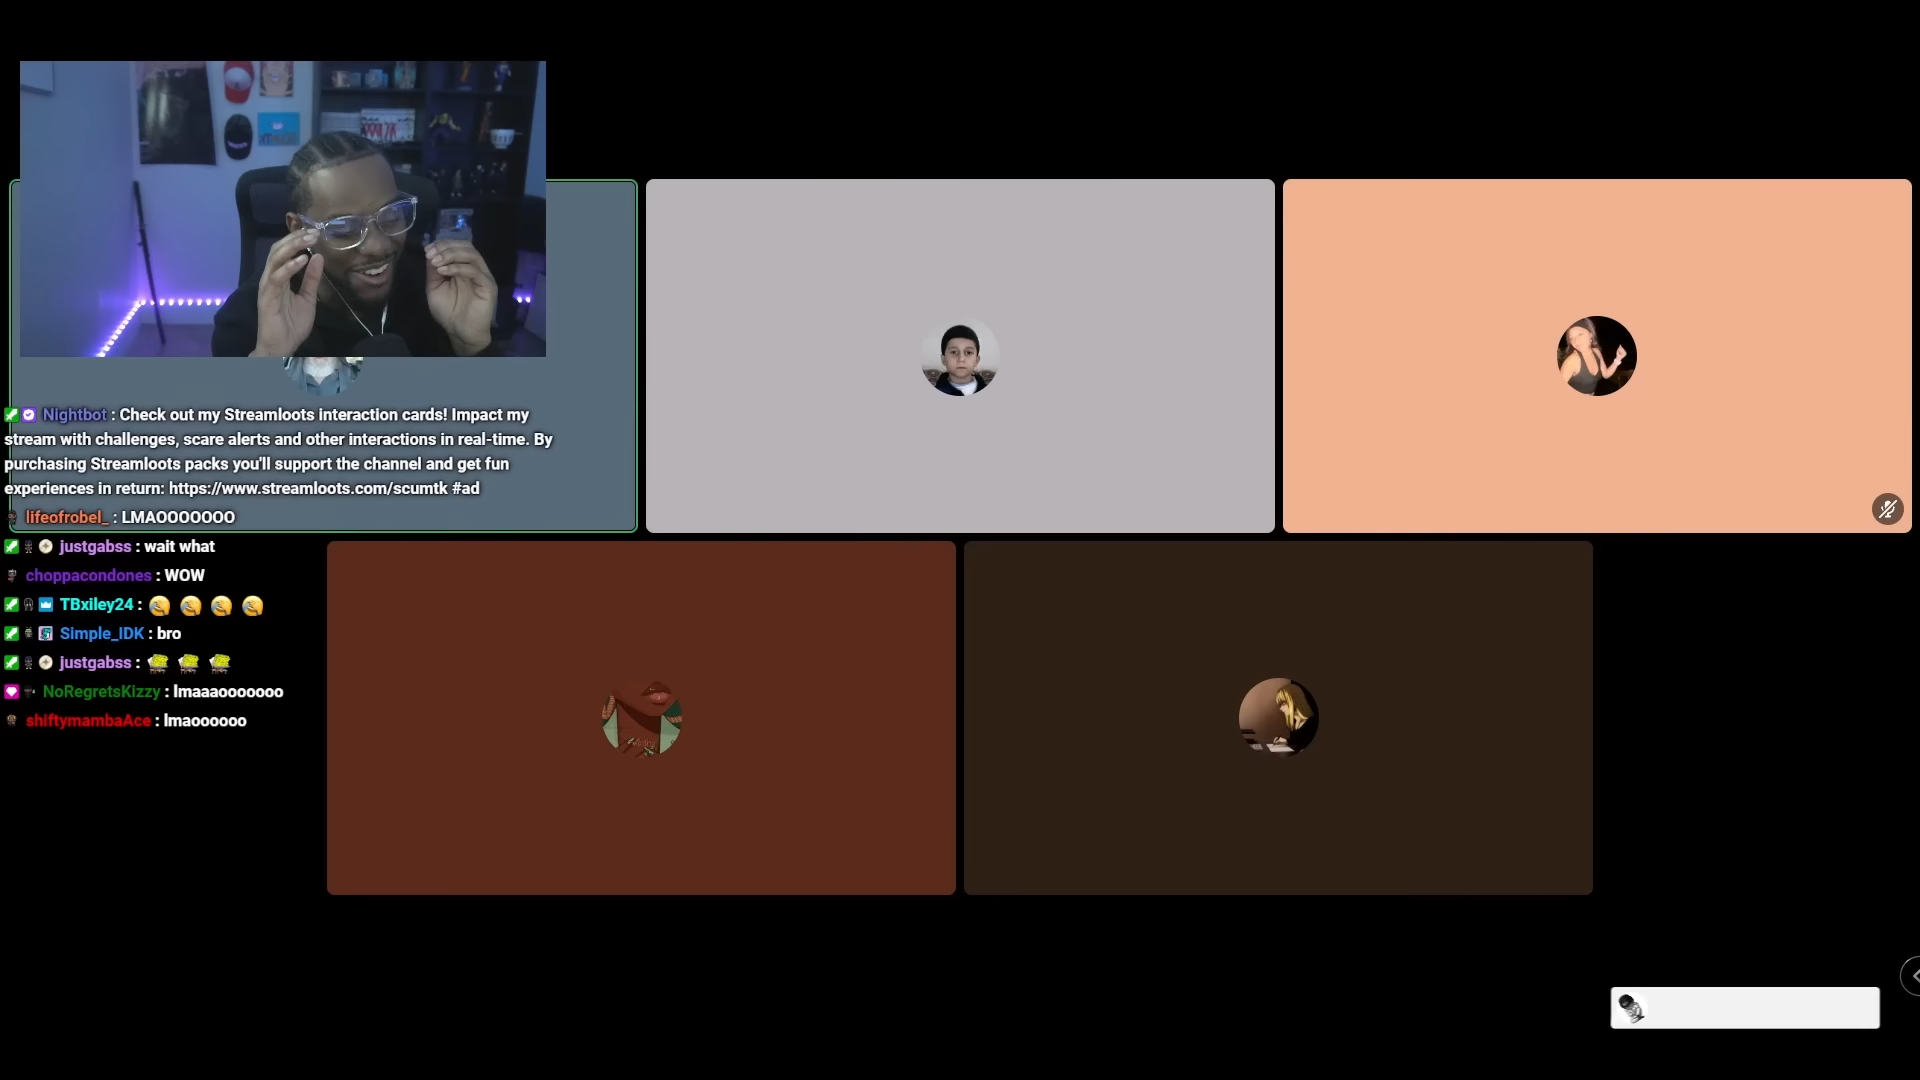 Nightbot : Check out my Streamloots interaction cards! Impact my
stream with challenges, scare alerts and other interactions in real-time. By
purchasing Streamloots packs you'll support the channel and get fun
experiences in return: https://www.streamloots.com/scumtk #ad
lifeofrobel_ : LMAOOOOOOO
justgabss : wait what
choppacondones : WOW
TBxiley24 :
Simple_IDK : bro
justgabss :
NoRegretsKizzy : lmaaaooooooo
shiftymambaAce : lmaoooooo